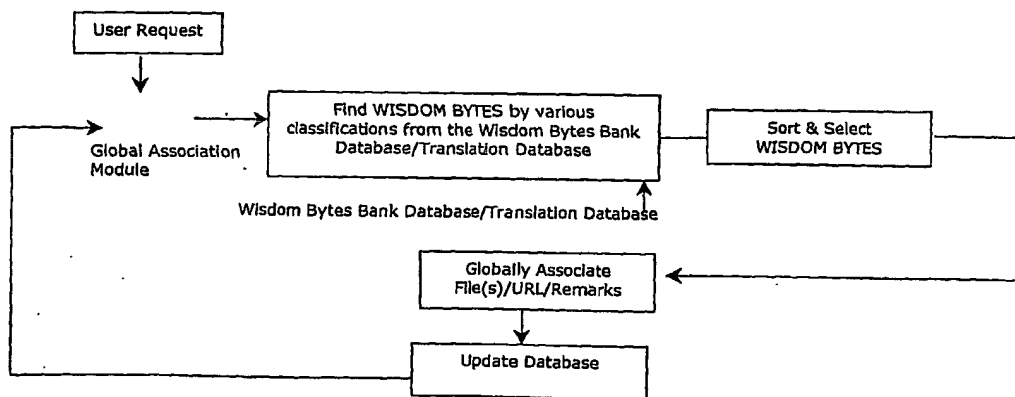 User Request
Find WISDOM BYTES by various
classifications from the Wisdom Bytes Bank
Database/Translation Database
Sort & Select
WISDOM BYTES
Global Association
Module
Wisdom Bytes Bank Database/Translation Database
Globally Associate
File(s)/URL/Remarks
Update Database